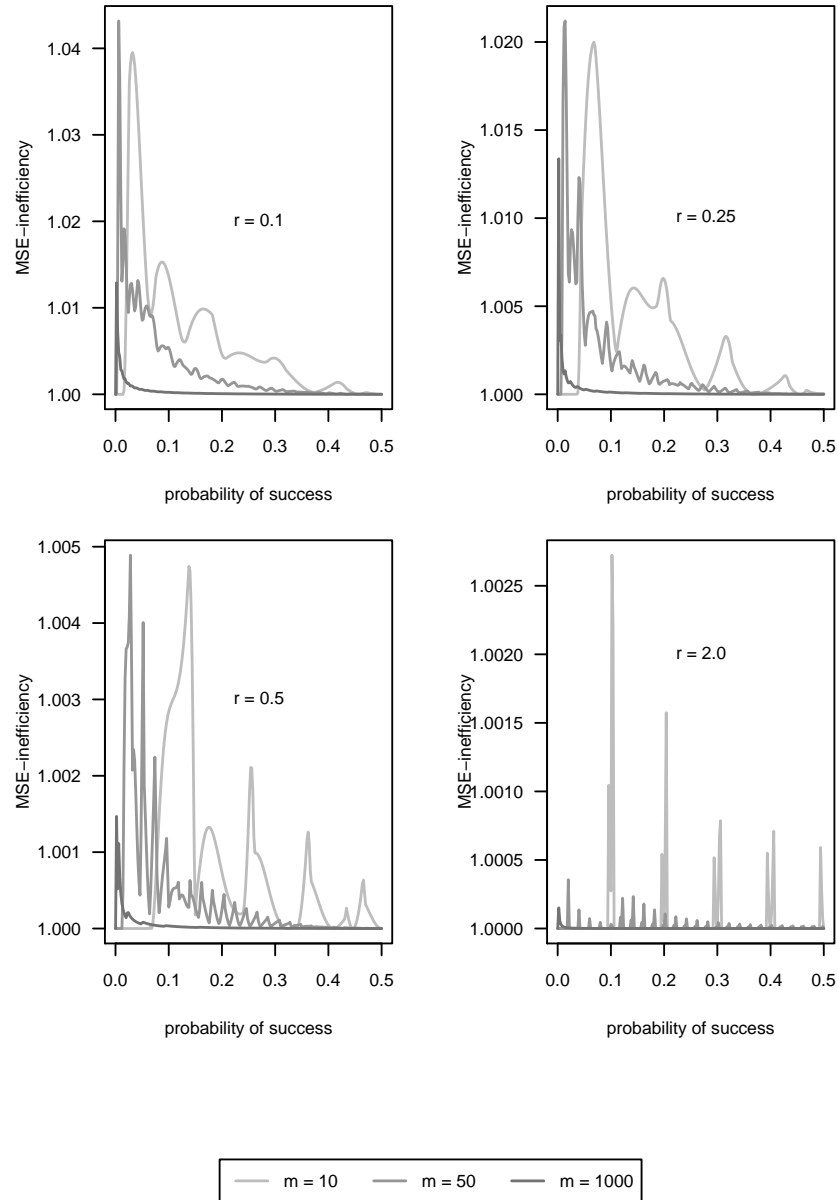 MSE−inefficiency
1.04
1.03
1.02
1.01
1.00
r = 0.1
0.0 0.1 0.2 0.3 0.4 0.5
probability of success
MSE−inefficiency
1.020
1.015
1.010
1.005
1.000
r = 0.25
0.0 0.1 0.2 0.3 0.4 0.5
probability of success
MSE−inefficiency
1.005
1.004
1.003
1.002
1.001
1.000
r = 0.5
0.0 0.1 0.2 0.3 0.4 0.5
probability of success
MSE−inefficiency
1.0025
1.0020
1.0015
1.0010
1.0005
1.0000
r = 2.0
0.0 0.1 0.2 0.3 0.4 0.5
probability of success
m = 10 m = 50 m = 1000